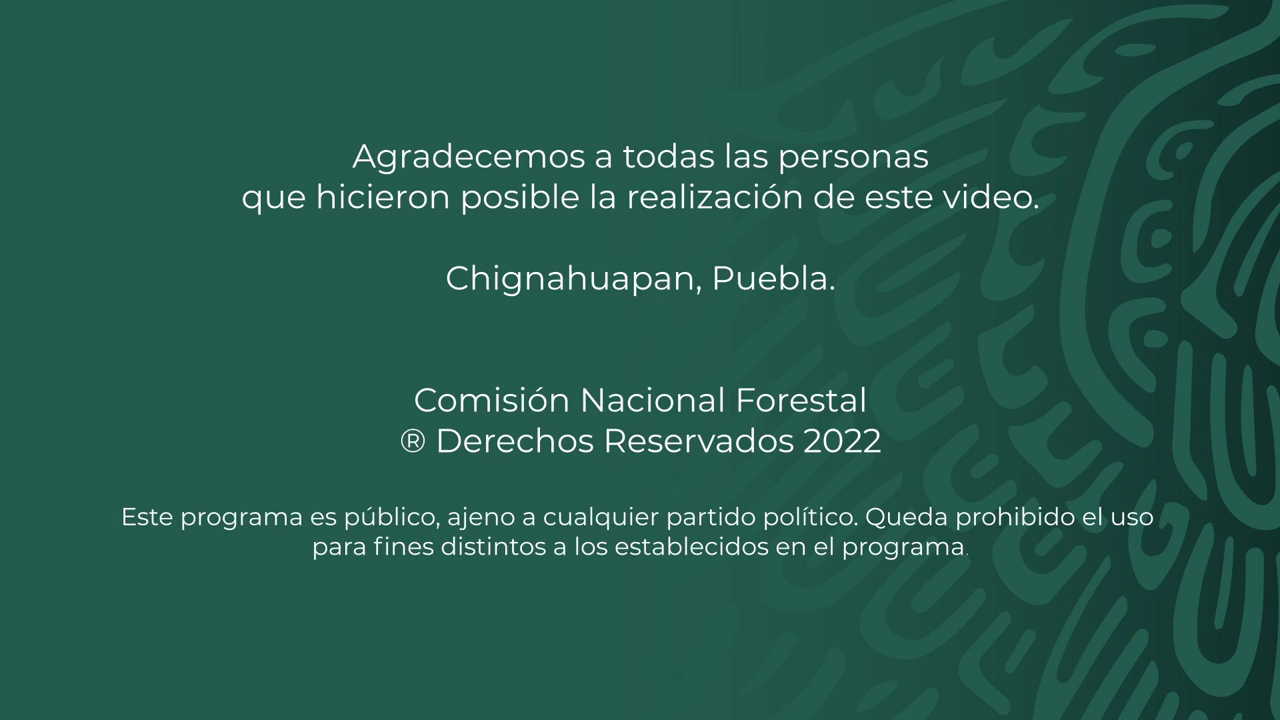 Agradecemos a todas las personas
que hicieron posible la realización de este video.
Chignahuapan, Puebla.
Comisión Nacional Forestal
® Derechos Reservados 2022
Este programa es público, ajeno a cualquier partido político. Queda prohibido el uso
para fines distintos a los establecidos en el programa.